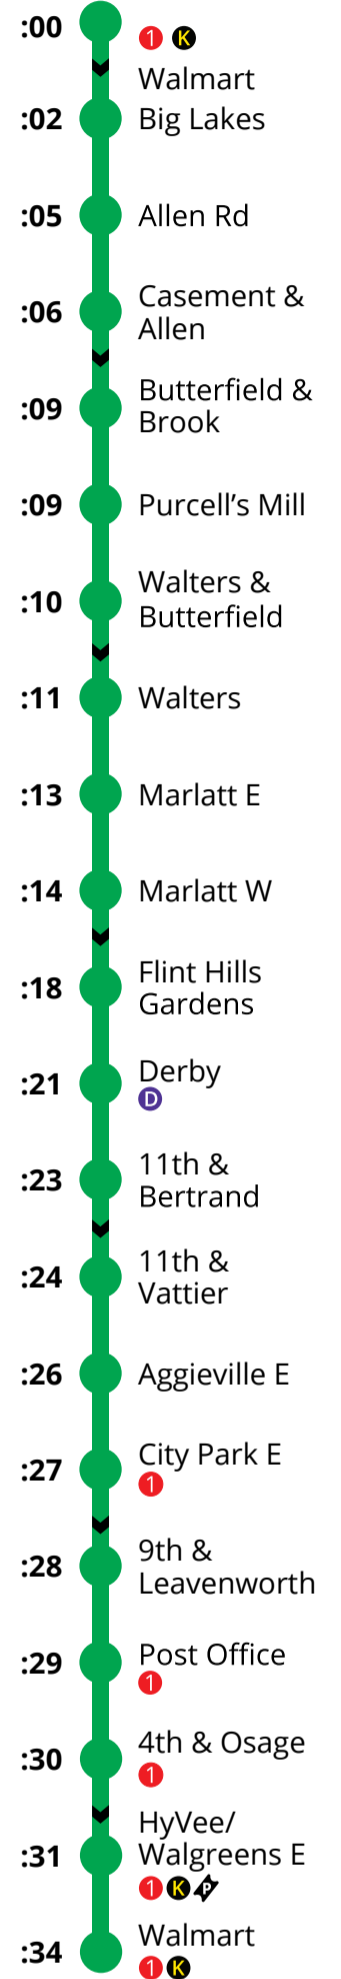 :00
1 K
Walmart
:02 Big Lakes
:05 Allen Rd
:06 Casement &
Allen
:09 Butterfield &
Brook
:09 Purcell's Mill
:10 Walters &
Butterfield
:11 Walters
:13 Marlatt E
:14 Marlatt W
:18 Flint Hills
Gardens
:21 Derby
D
:23 11th &
Bertrand
:24 11th &
Vattier
:26 Aggieville E
:27 City Park E
1
:28 9th &
Leavenworth
:29 Post Office
1
:30 4th & Osage
1
:31 HyVee/
Walgreens E
1 K P
:34 Walmart
1 K